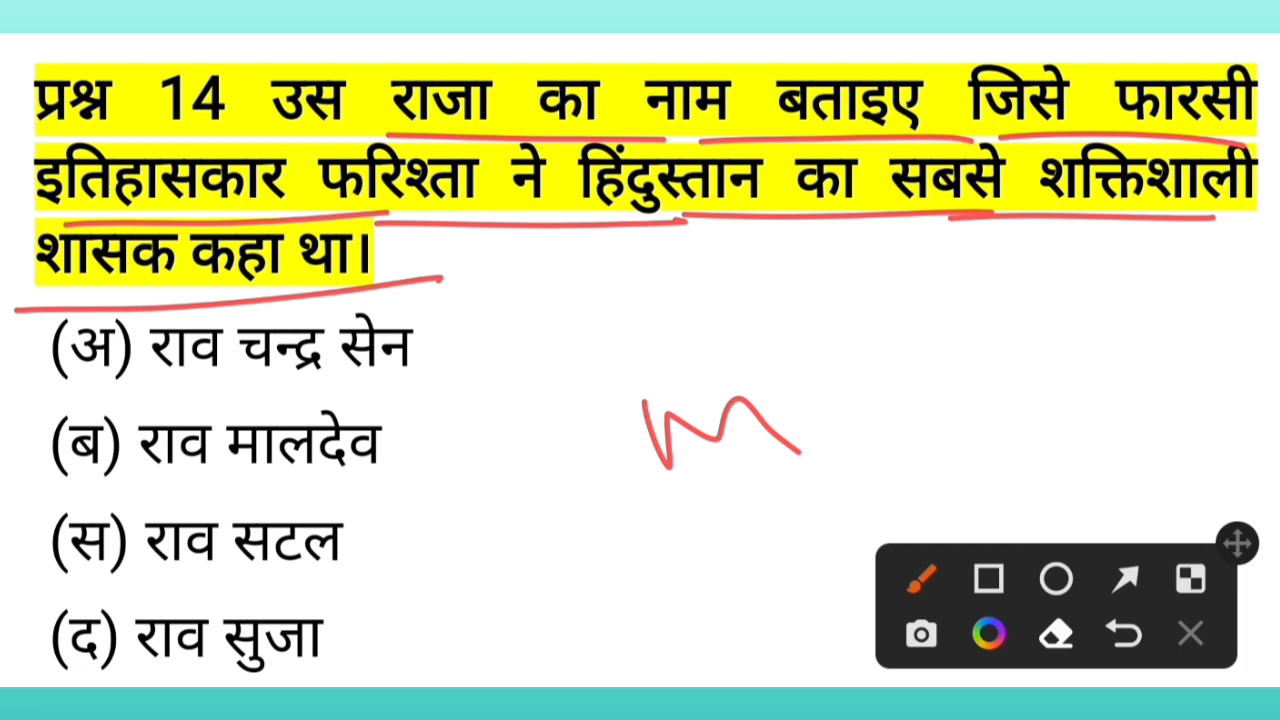 प्रश्न 14 उस राजा का नाम बताइए जिसे फारसी
इतिहासकार फरिश्ता ने हिंदुस्तान का सबसे शक्तिशाली
शासक कहा था।
(अ) राव चन्द्र सेन
(ब) राव मालदेव
(स) राव सटल
(द) राव सुजा